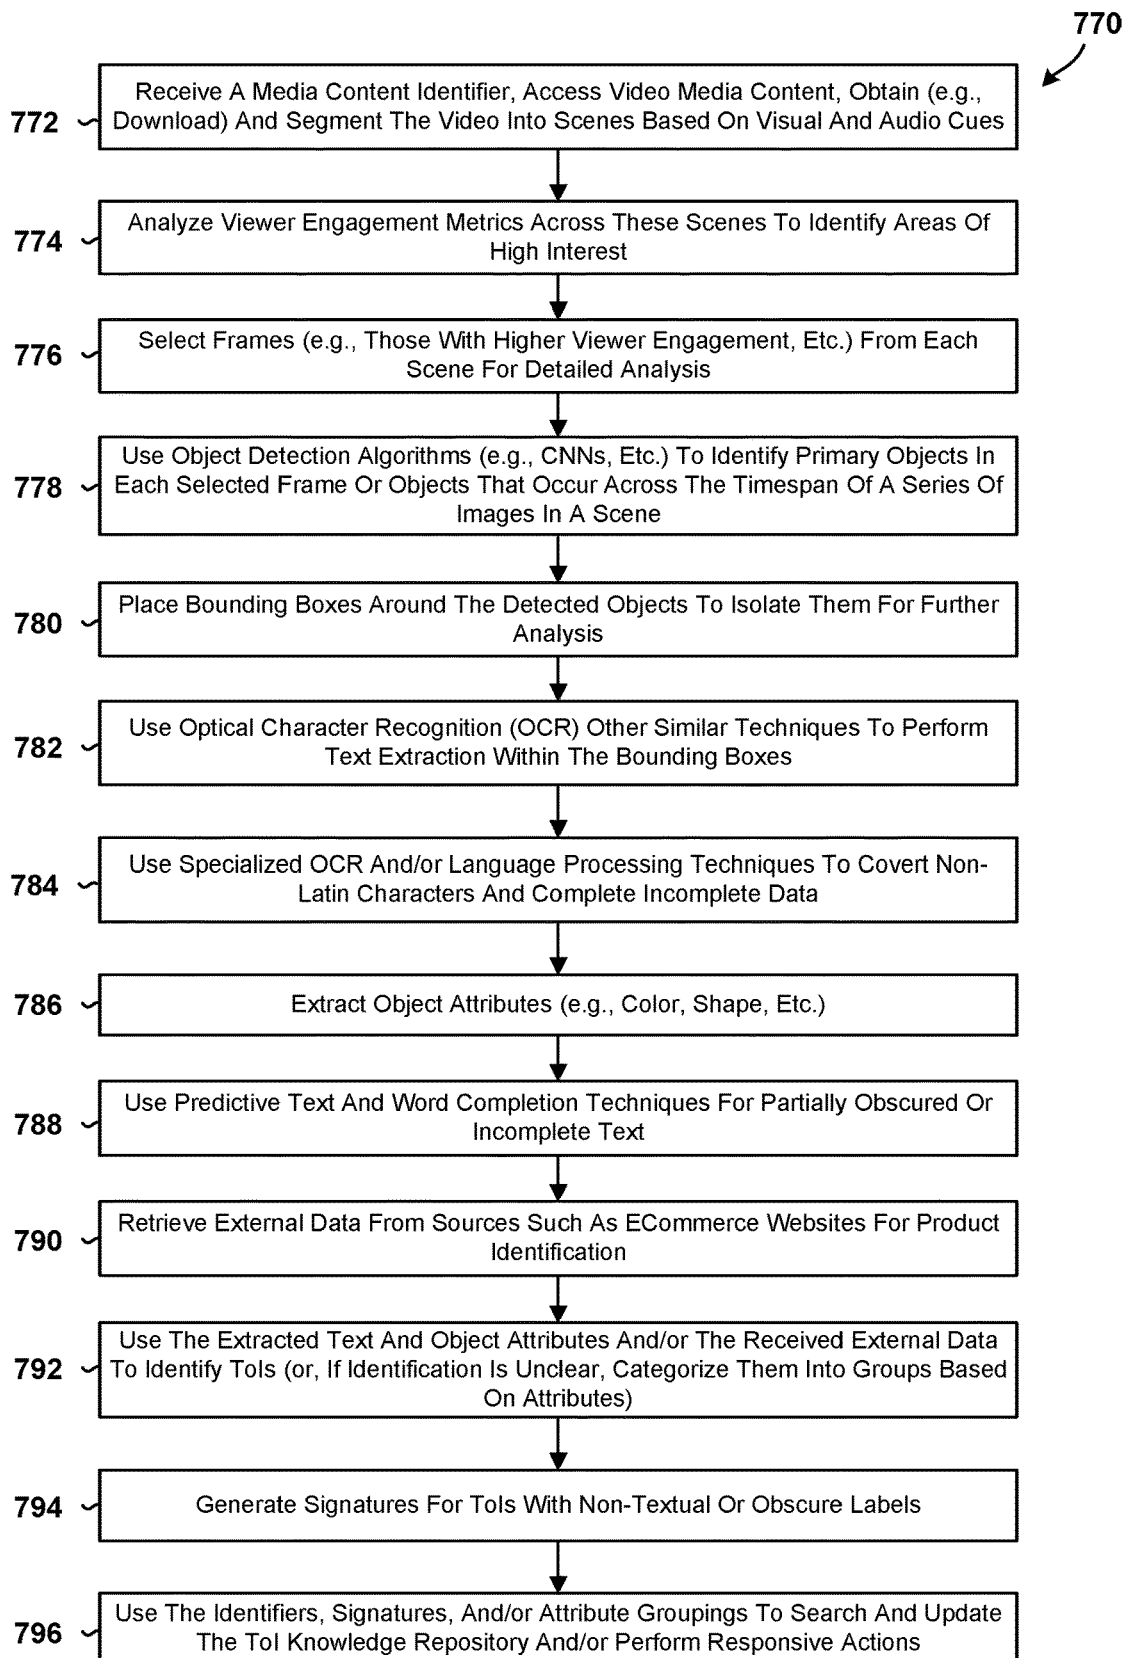 770
772
Receive A Media Content Identifier, Access Video Media Content, Obtain (e.g.,
Download) And Segment The Video Into Scenes Based On Visual And Audio Cues
774
Analyze Viewer Engagement Metrics Across These Scenes To Identify Areas Of
High Interest
776
Select Frames (e.g., Those With Higher Viewer Engagement, Etc.) From Each
Scene For Detailed Analysis
778
Use Object Detection Algorithms (e.g., CNNs, Etc.) To Identify Primary Objects In
Each Selected Frame Or Objects That Occur Across The Timespan Of A Series Of
Images In A Scene
780
Place Bounding Boxes Around The Detected Objects To Isolate Them For Further
Analysis
782
Use Optical Character Recognition (OCR) Other Similar Techniques To Perform
Text Extraction Within The Bounding Boxes
784
Use Specialized OCR And/or Language Processing Techniques To Covert Non-
Latin Characters And Complete Incomplete Data
786
Extract Object Attributes (e.g., Color, Shape, Etc.)
788
Use Predictive Text And Word Completion Techniques For Partially Obscured Or
Incomplete Text
790
Retrieve External Data From Sources Such As ECommerce Websites For Product
Identification
792
Use The Extracted Text And Object Attributes And/or The Received External Data
To Identify ToIs (or, If Identification Is Unclear, Categorize Them Into Groups Based
On Attributes)
794
Generate Signatures For ToIs With Non-Textual Or Obscure Labels
796
Use The Identifiers, Signatures, And/or Attribute Groupings To Search And Update
The ToI Knowledge Repository And/or Perform Responsive Actions